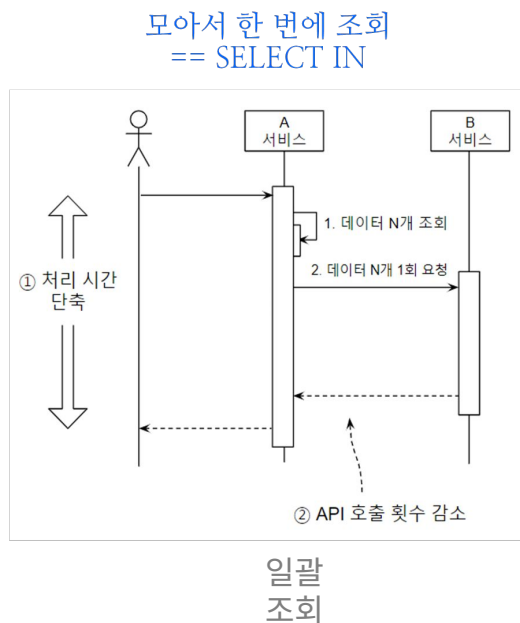 모아서 한 번에 조회
== SELECT IN
A
서비스
B
서비스
1. 데이터 N개 조회
① 처리 시간
단축
2. 데이터 N개 1회 요청
② API 호출 횟수 감소
일괄
조회